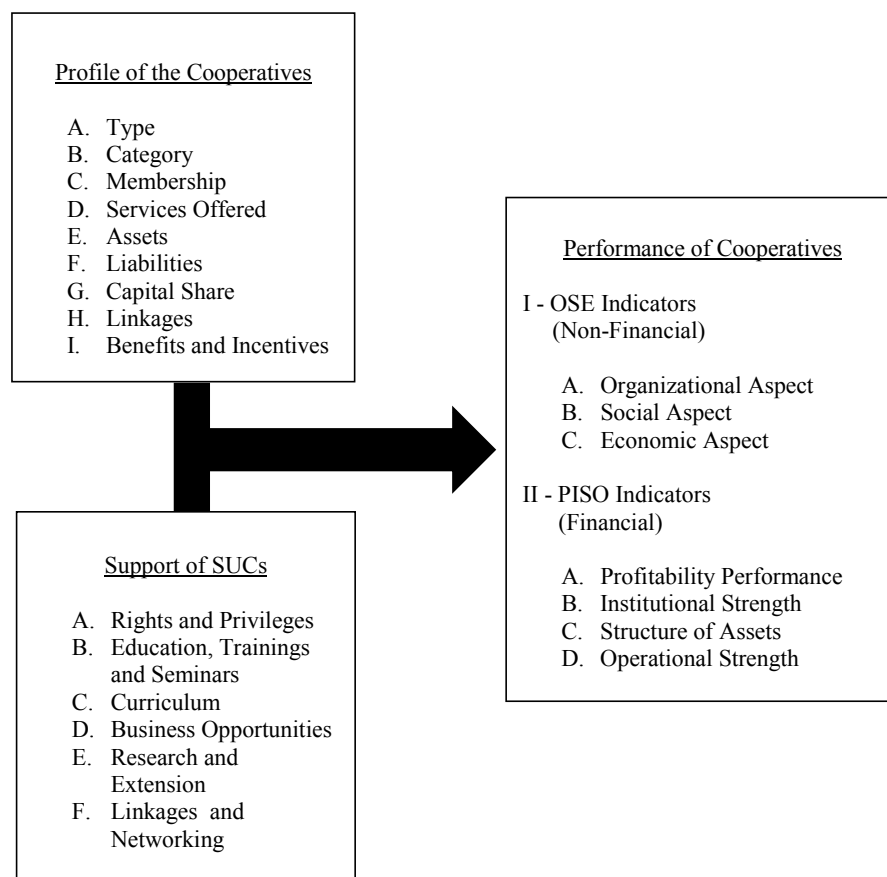 Profile of the Cooperatives
A. Type
B. Category
C. Membership
D. Services Offered
E. Assets
F. Liabilities
G. Capital Share
H. Linkages
I. Benefits and Incentives
Support of SUCs
A. Rights and Privileges
B. Education, Trainings
and Seminars
C. Curriculum
D. Business Opportunities
E. Research and
Extension
F. Linkages and
Networking
Performance of Cooperatives
I - OSE Indicators
(Non-Financial)
A. Organizational Aspect
B. Social Aspect
C. Economic Aspect
II - PISO Indicators
(Financial)
A. Profitability Performance
B. Institutional Strength
C. Structure of Assets
D. Operational Strength